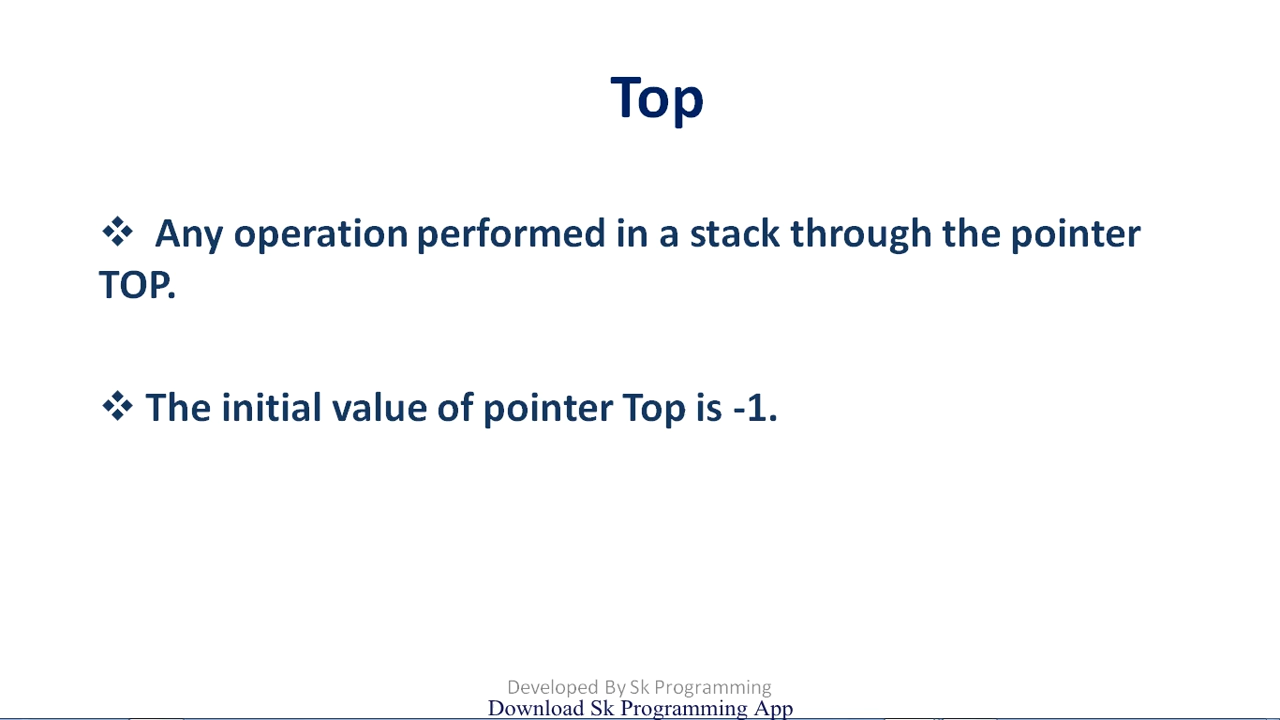 Top
❖ Any operation performed in a stack through the pointer
TOP.
❖ The initial value of pointer Top is -1.
Developed By Sk Programming
Download Sk Programming App